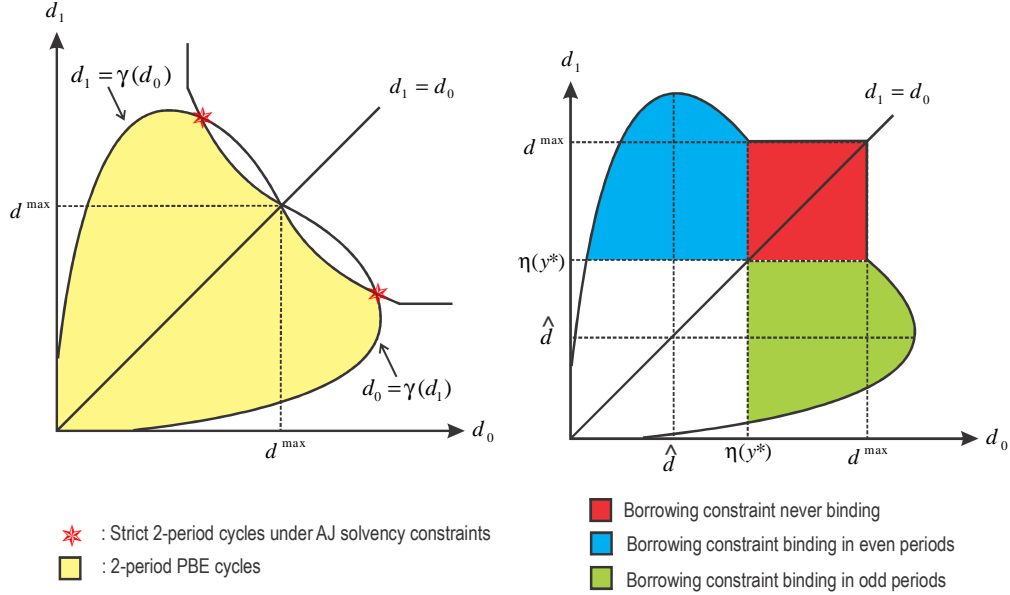 d₁
d₁ = γ(d₀)
d₁ = d₀
d^max
d₀ = γ(d₁)
d₀
d^max
: Strict 2-period cycles under AJ solvency constraints
: 2-period PBE cycles
d₁
d₁ = d₀
d^max
η(y*)
d̂
d₀
d̂
η(y*)
d^max
Borrowing constraint never binding
Borrowing constraint binding in even periods
Borrowing constraint binding in odd periods